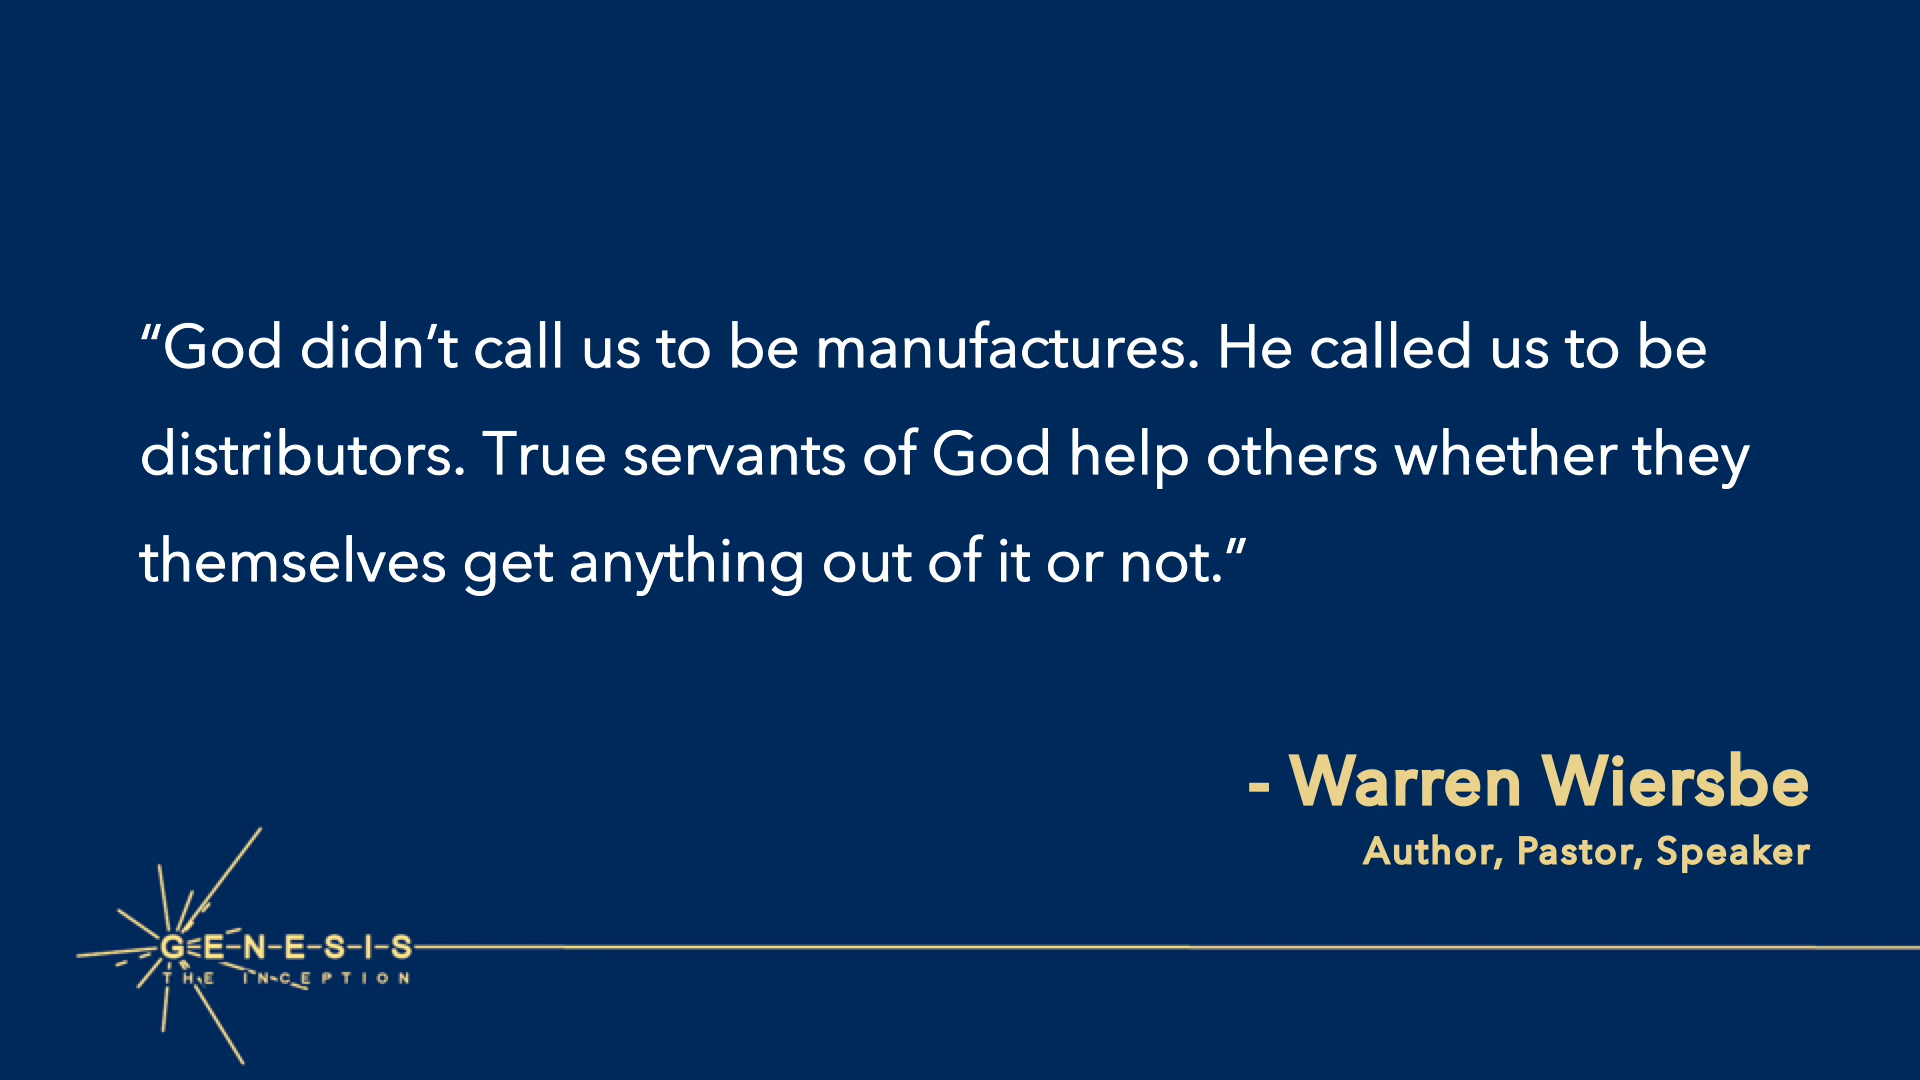 “God didn’t call us to be manufactures. He called us to be
distributors. True servants of God help others whether they
themselves get anything out of it or not.”
- Warren Wiersbe
Author, Pastor, Speaker
G-E-N-E-S-I-S
THE INCEPTION